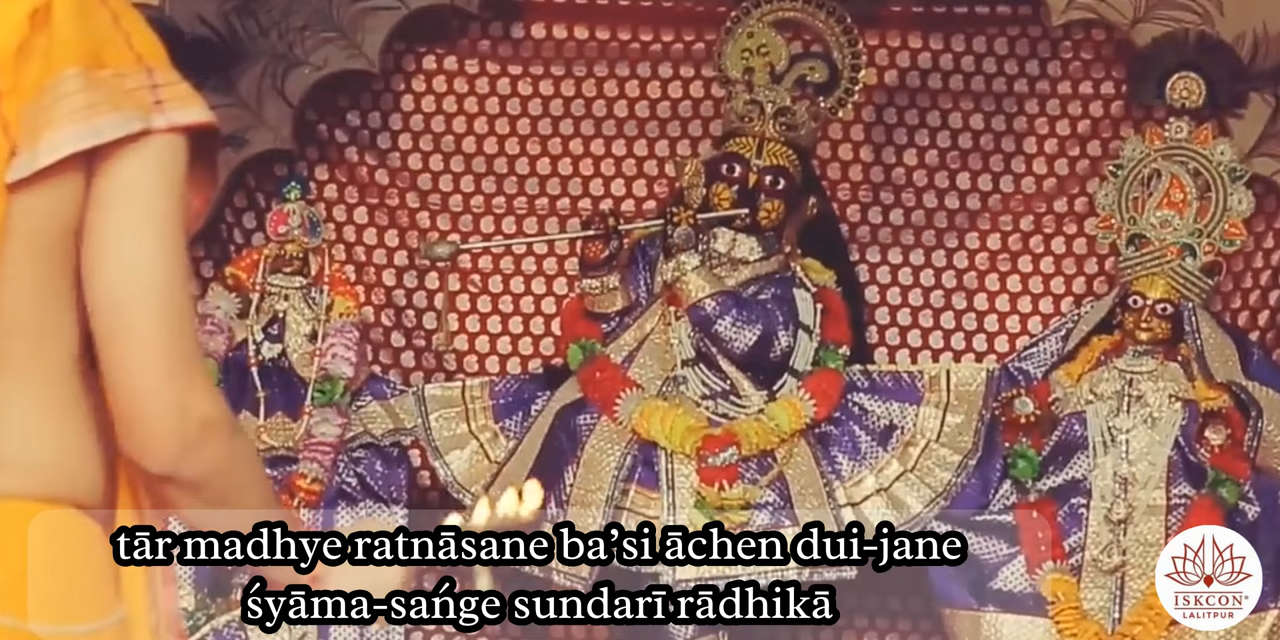 tār madhye ratnāsane ba’si āchen dui-jane
śyāma-saṅge sundarī rādhikā
ISKCON®
LALITPUR